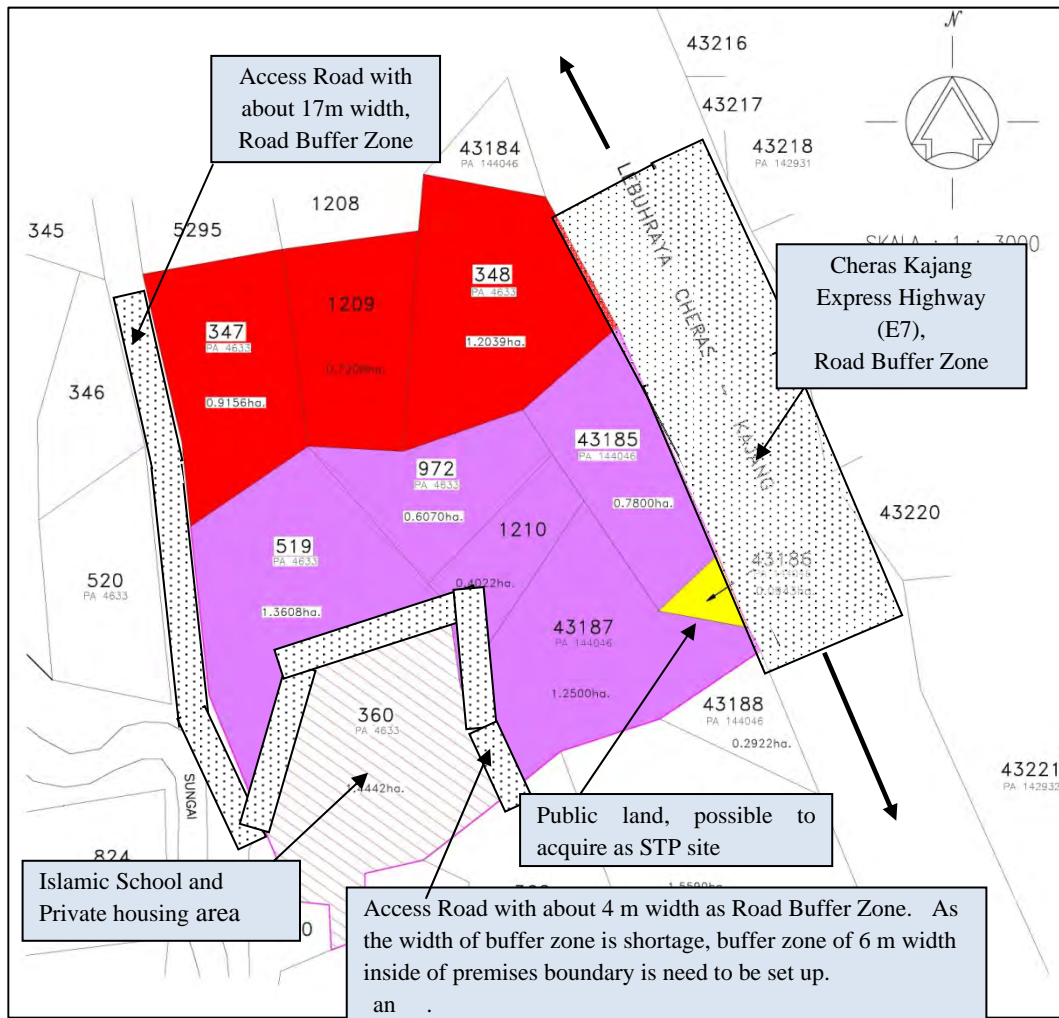 N
43216
43217
43218
PA 142931
Access Road with
about 17m width,
Road Buffer Zone
43184
PA 144046
LEBUHRAYA CHERAS - KAJANG
SKALA : 1 : 3000
1208
5295
345
348
PA 4633
1.2039ha.
1209
347
PA 4633
0.9156ha.
Cheras Kajang
Express Highway
(E7),
Road Buffer Zone
346
43185
PA 144046
0.7800ha.
972
PA 4633
0.6070ha.
43220
1210
0.4022ha.
519
PA 4633
1.3608ha.
43186
520
PA 4633
43187
PA 144046
1.2500ha.
360
PA 4633
1.4442ha.
43188
PA 144046
0.2922ha.
43221
PA 142932
SUNGAI
824
Public land, possible to
acquire as STP site
Islamic School and
Private housing area
0
Access Road with about 4 m width as Road Buffer Zone. As
the width of buffer zone is shortage, buffer zone of 6 m width
inside of premises boundary is need to be set up.
an .